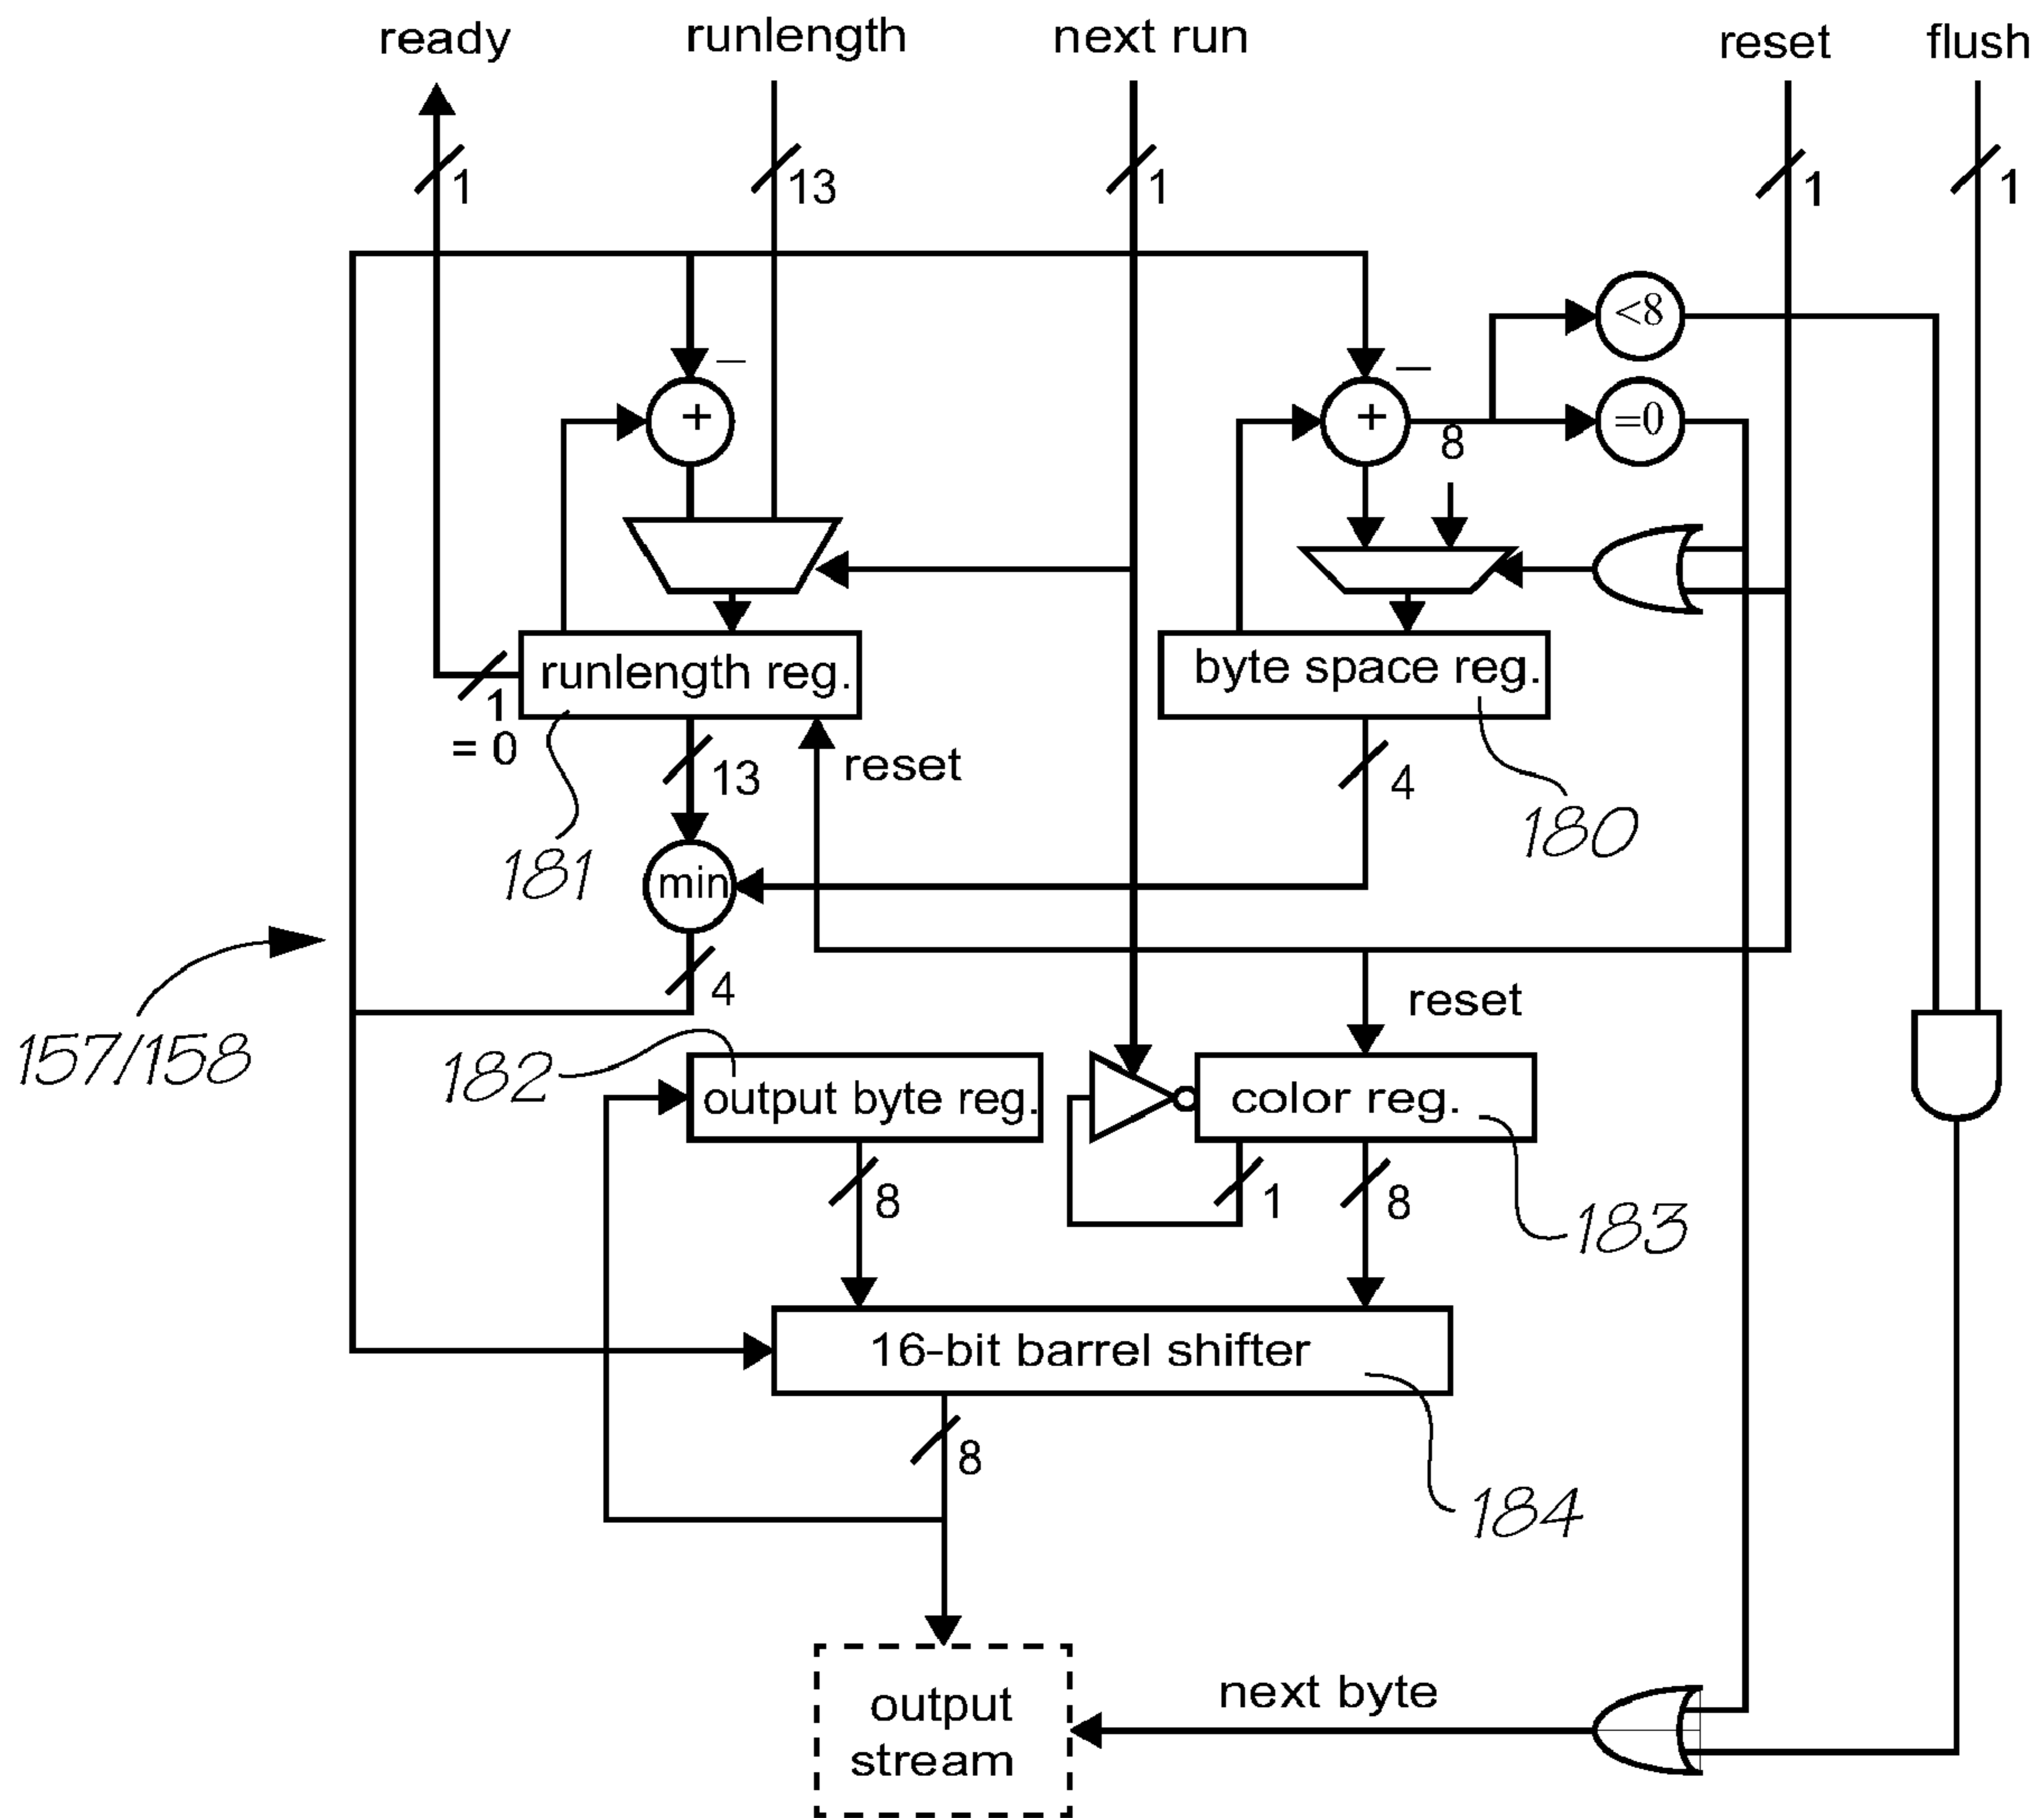 ready
runlength
next run
reset
flush
1
13
1
1
1
<8
–
–
+
+
8
=0
runlength reg.
byte space reg.
1
= 0
13
reset
4
181
180
min
4
reset
157/158
182
output byte reg.
color reg.
8
1
8
183
16-bit barrel shifter
8
184
output
stream
next byte